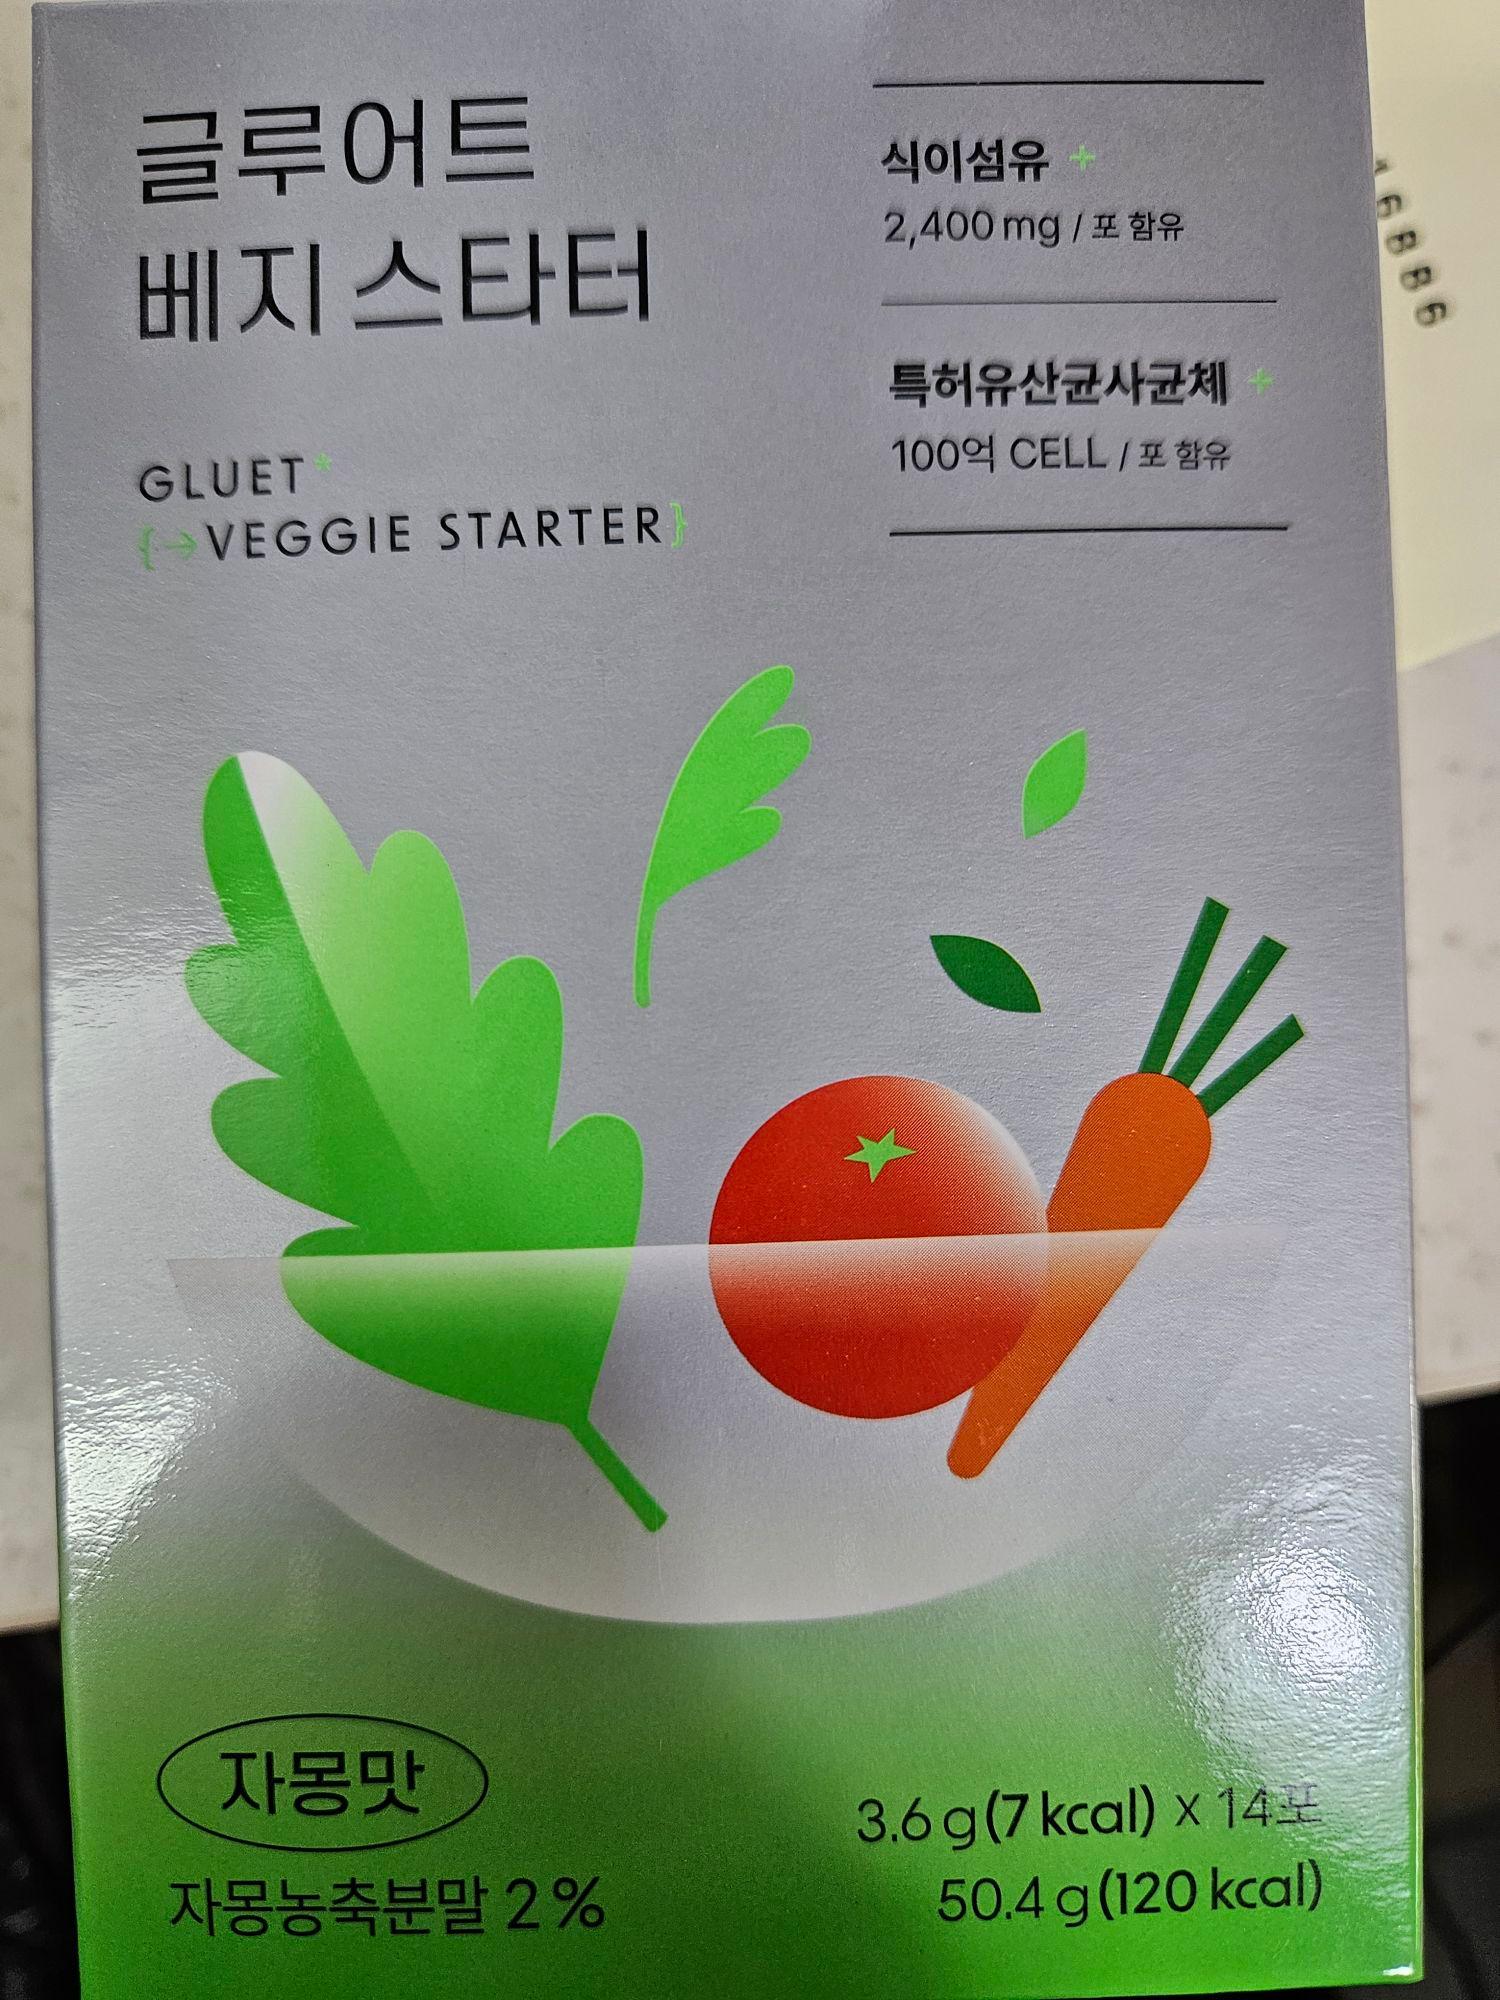 글루어트
베지 스타터
GLUET*
{→VEGGIE STARTER}
식이섬유 +
2,400 mg / 포 함유
특허유산균사균체 +
100억 CELL / 포 함유
자몽맛
자몽농축분말 2%
3.6 g (7 kcal) x 14포
50.4 g (120 kcal)
16886